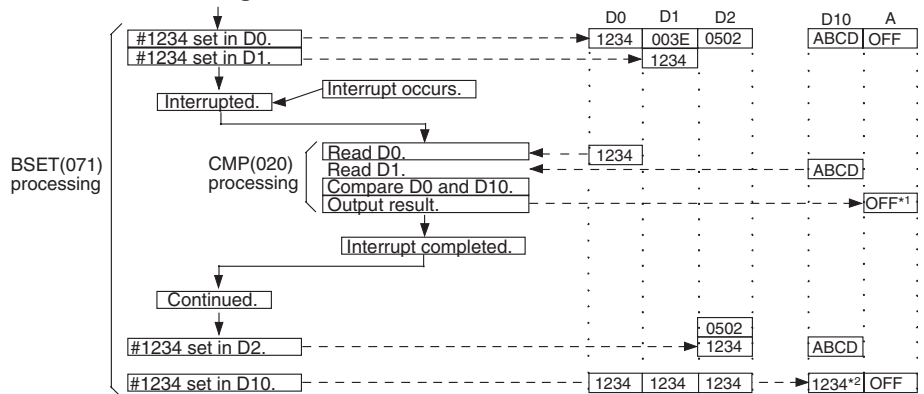 D0 D1 D2 D10 A
#1234 set in D0. 1234 003E 0502 ABCD OFF
#1234 set in D1. 1234
Interrupt occurs.
Interrupted.
BSET(071)
processing
CMP(020)
processing
Read D0. 1234
Read D1. ABCD
Compare D0 and D10.
Output result. OFF*1
Interrupt completed.
Continued.
0502
#1234 set in D2. 1234 ABCD
#1234 set in D10. 1234 1234 1234 1234*2 OFF